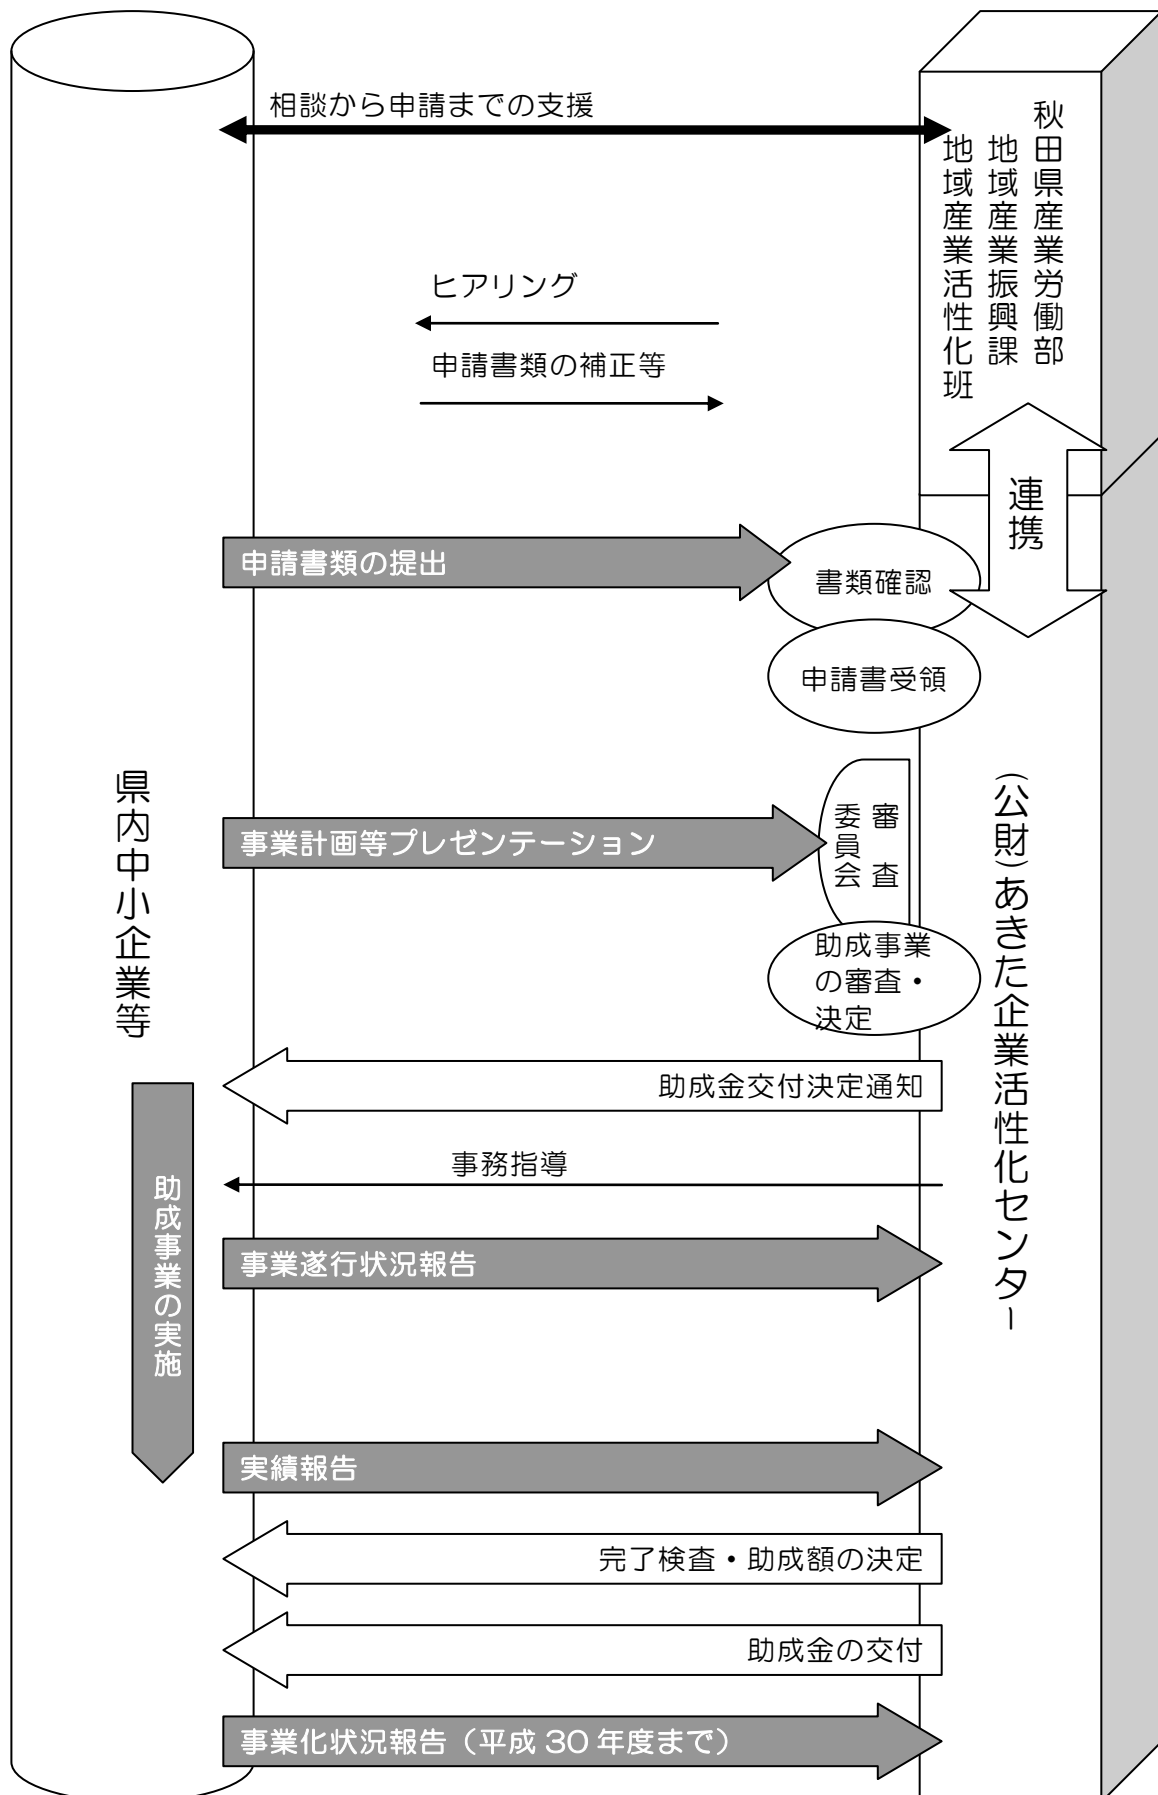 相談から申請までの支援
秋田県産業労働部
地域産業振興課
地域産業活性化班
ヒアリング
申請書類の補正等
連携
申請書類の提出
書類確認
申請書受領
県内中小企業等
(公財)あきた企業活性化センター
事業計画等プレゼンテーション
審査
委員会
助成事業
の審査・
決定
助成金交付決定通知
事務指導
助成事業の実施
事業遂行状況報告
実績報告
完了検査・助成額の決定
助成金の交付
事業化状況報告（平成 30 年度まで）